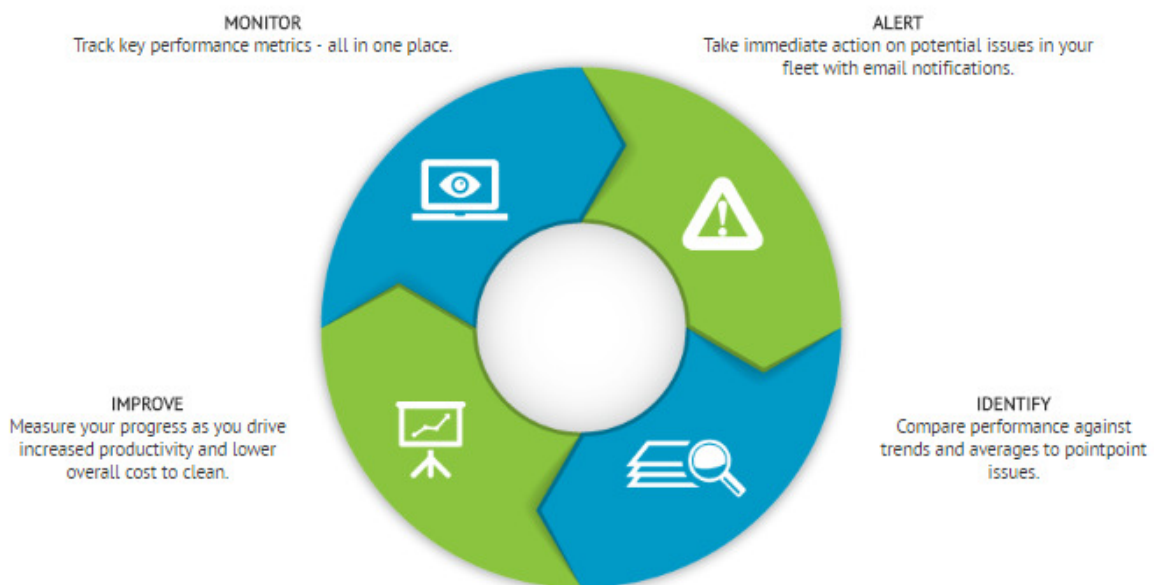 MONITOR
Track key performance metrics - all in one place.
ALERT
Take immediate action on potential issues in your
fleet with email notifications.
IMPROVE
Measure your progress as you drive
increased productivity and lower
overall cost to clean.
IDENTIFY
Compare performance against
trends and averages to pointpoint
issues.